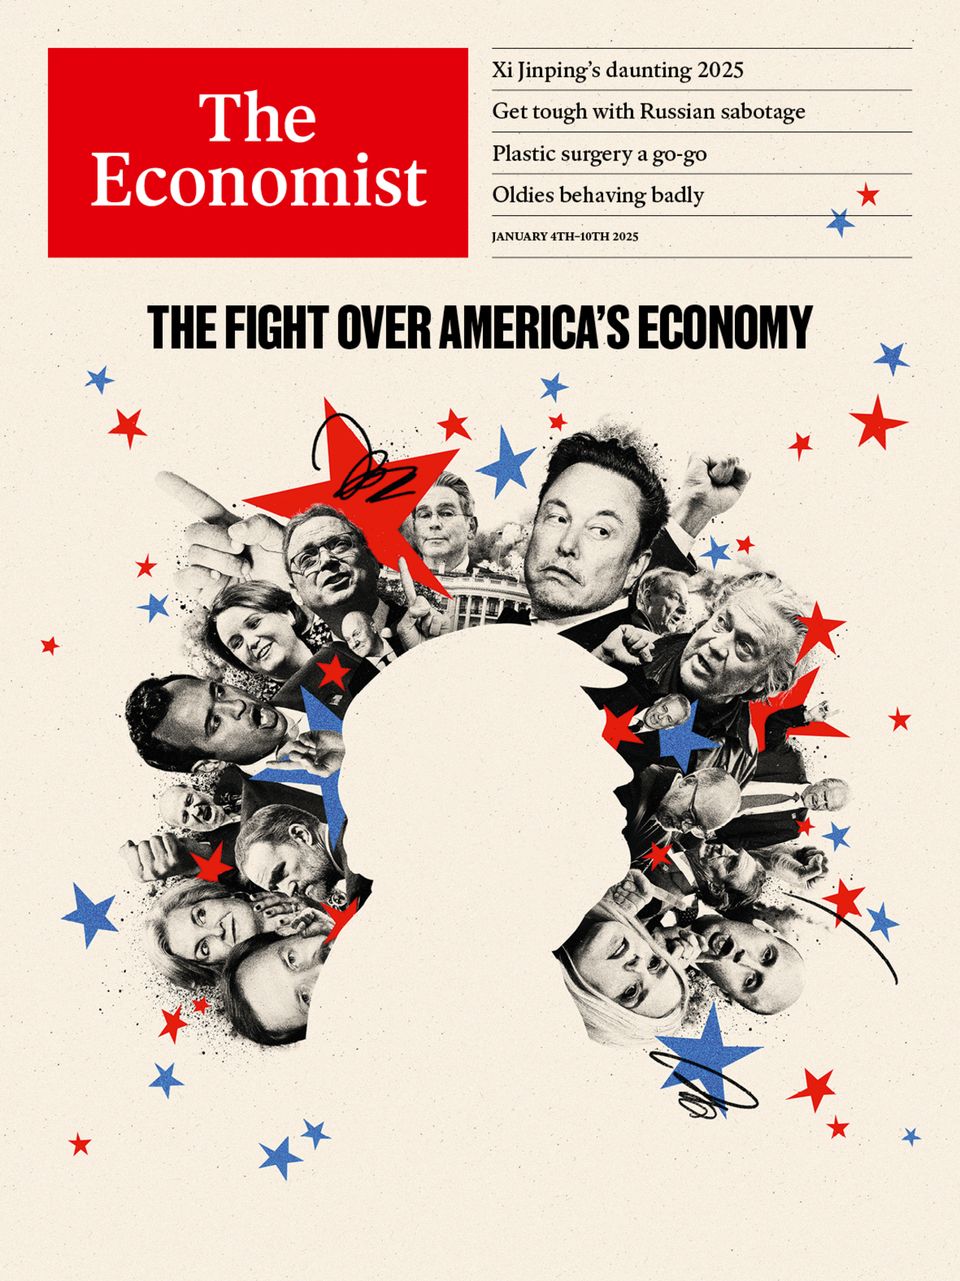 The
Economist
Xi Jinping’s daunting 2025
Get tough with Russian sabotage
Plastic surgery a go-go
Oldies behaving badly
JANUARY 4TH–10TH 2025
THE FIGHT OVER AMERICA’S ECONOMY